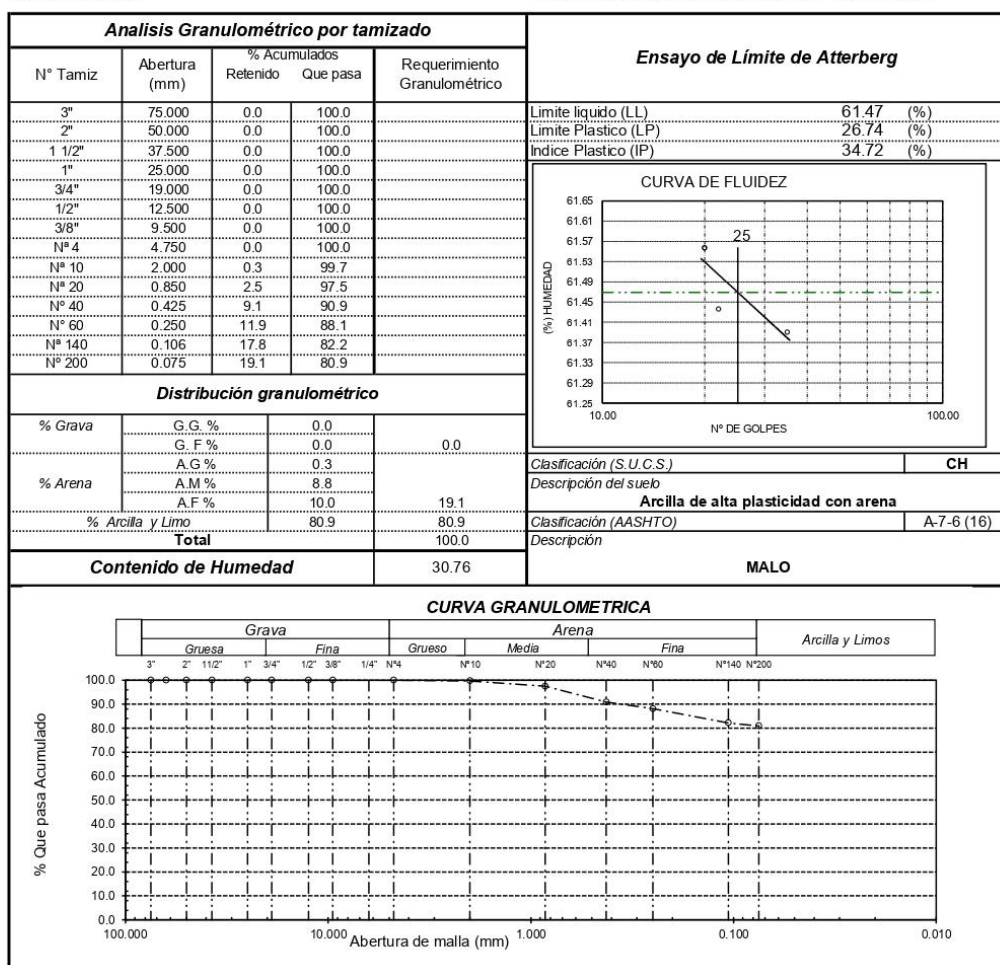 Analisis Granulométrico por tamizado
N° Tamiz Abertura (mm) % Acumulados Retenido Que pasa Requerimiento Granulométrico
3" 75.000 0.0 100.0
2" 50.000 0.0 100.0
1 1/2" 37.500 0.0 100.0
1" 25.000 0.0 100.0
3/4" 19.000 0.0 100.0
1/2" 12.500 0.0 100.0
3/8" 9.500 0.0 100.0
Nª 4 4.750 0.0 100.0
Nª 10 2.000 0.3 99.7
Nª 20 0.850 2.5 97.5
Nº 40 0.425 9.1 90.9
N° 60 0.250 11.9 88.1
Nª 140 0.106 17.8 82.2
Nº 200 0.075 19.1 80.9
Distribución granulométrico
% Grava G.G. % 0.0
G. F % 0.0 0.0
A.G % 0.3
% Arena A.M % 8.8
A.F % 10.0 19.1
% Arcilla y Limo 80.9 80.9
Total 100.0
Contenido de Humedad 30.76
Ensayo de Límite de Atterberg
Limite liquido (LL) 61.47 (%)
Limite Plastico (LP) 26.74 (%)
Indice Plastico (IP) 34.72 (%)
CURVA DE FLUIDEZ
61.65
61.61
61.57
61.53
61.49
61.45
61.41
61.37
61.33
61.29
61.25
(%) HUMEDAD
25
10.00 100.00
Nº DE GOLPES
Clasificación (S.U.C.S.) CH
Descripción del suelo
Arcilla de alta plasticidad con arena
Clasificación (AASHTO) A-7-6 (16)
Descripción
MALO
CURVA GRANULOMETRICA
Grava Arena Arcilla y Limos
Gruesa Fina Grueso Media Fina
3" 2" 11/2" 1" 3/4" 1/2" 3/8" 1/4" N°4 Nª10 N°20 N°40 N°60 N°140 N°200
100.0
90.0
80.0
70.0
60.0
50.0
40.0
30.0
20.0
10.0
0.0
% Que pasa Acumulado
100.000 10.000 1.000 0.100 0.010
Abertura de malla (mm)